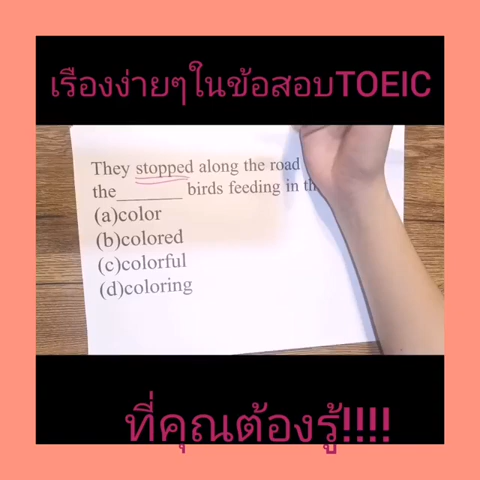 เรื่องง่ายๆในข้อสอบTOEIC
They stopped along the road
the________ birds feeding in th
(a)color
(b)colored
(c)colorful
(d)coloring
ที่คุณต้องรู้!!!!